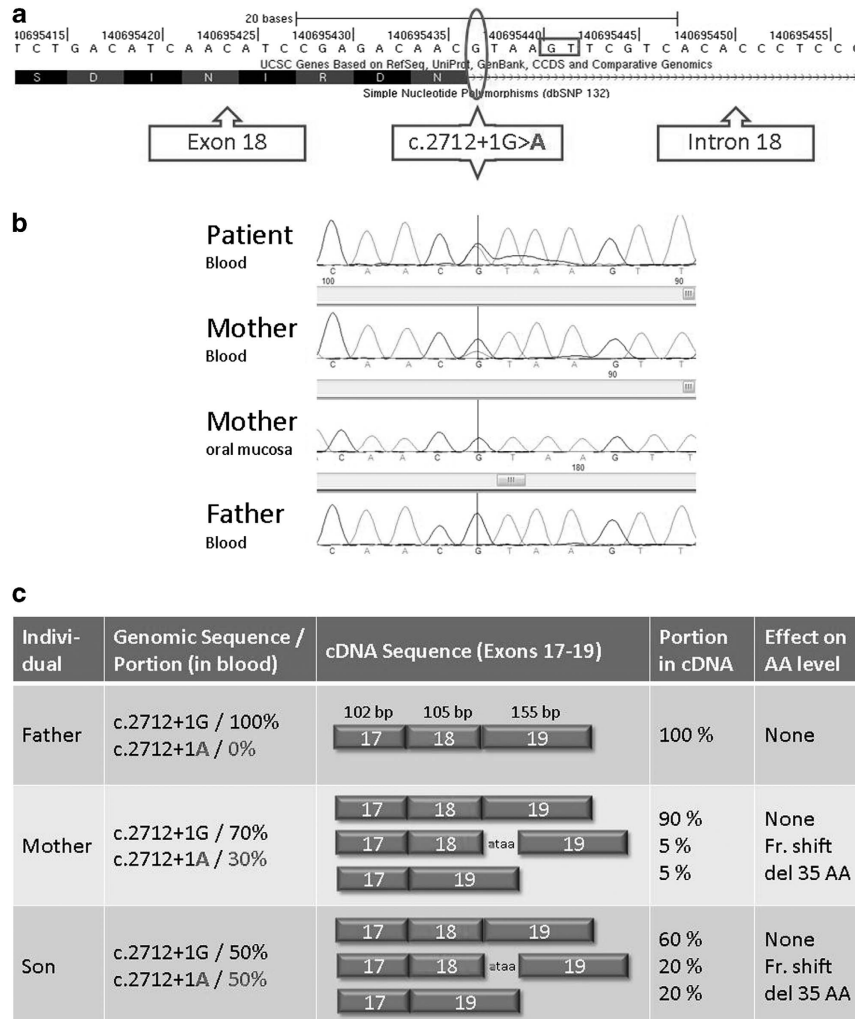 a
20 bases
140695415 140695420 140695425 140695430 140695435 140695440 140695445 140695450 140695455
T C T G A C A T C A A C A T C C G A G A C A A C G T A A G T T C G T C A C A C C C T C C
UCSC Genes Based on RefSeq, UniProt, GenBank, CCDS and Comparative Genomics
S D I N I R D N
Simple Nucleotide Polymorphisms (dbSNP 132)
Exon 18 c.2712+1G>A Intron 18
b
Patient
Blood
C A A C G T A A G T T
100 90
Mother
Blood
C A A C G T A A G T T
90
Mother
oral mucosa
C A A C G T A A G T T
180
Father
Blood
C A A C G T A A G T T
c
Indivi- Genomic Sequence / cDNA Sequence (Exons 17-19) Portion Effect on
dual Portion (in blood) in cDNA AA level
102 bp 105 bp 155 bp
Father c.2712+1G / 100% 17 18 19 100 % None
c.2712+1A / 0%
17 18 19 90 % None
Mother c.2712+1G / 70% 17 18 ataa 19 5 % Fr. shift
c.2712+1A / 30% 17 19 5 % del 35 AA
17 18 19 60 % None
Son c.2712+1G / 50% 17 18 ataa 19 20 % Fr. shift
c.2712+1A / 50% 17 19 20 % del 35 AA